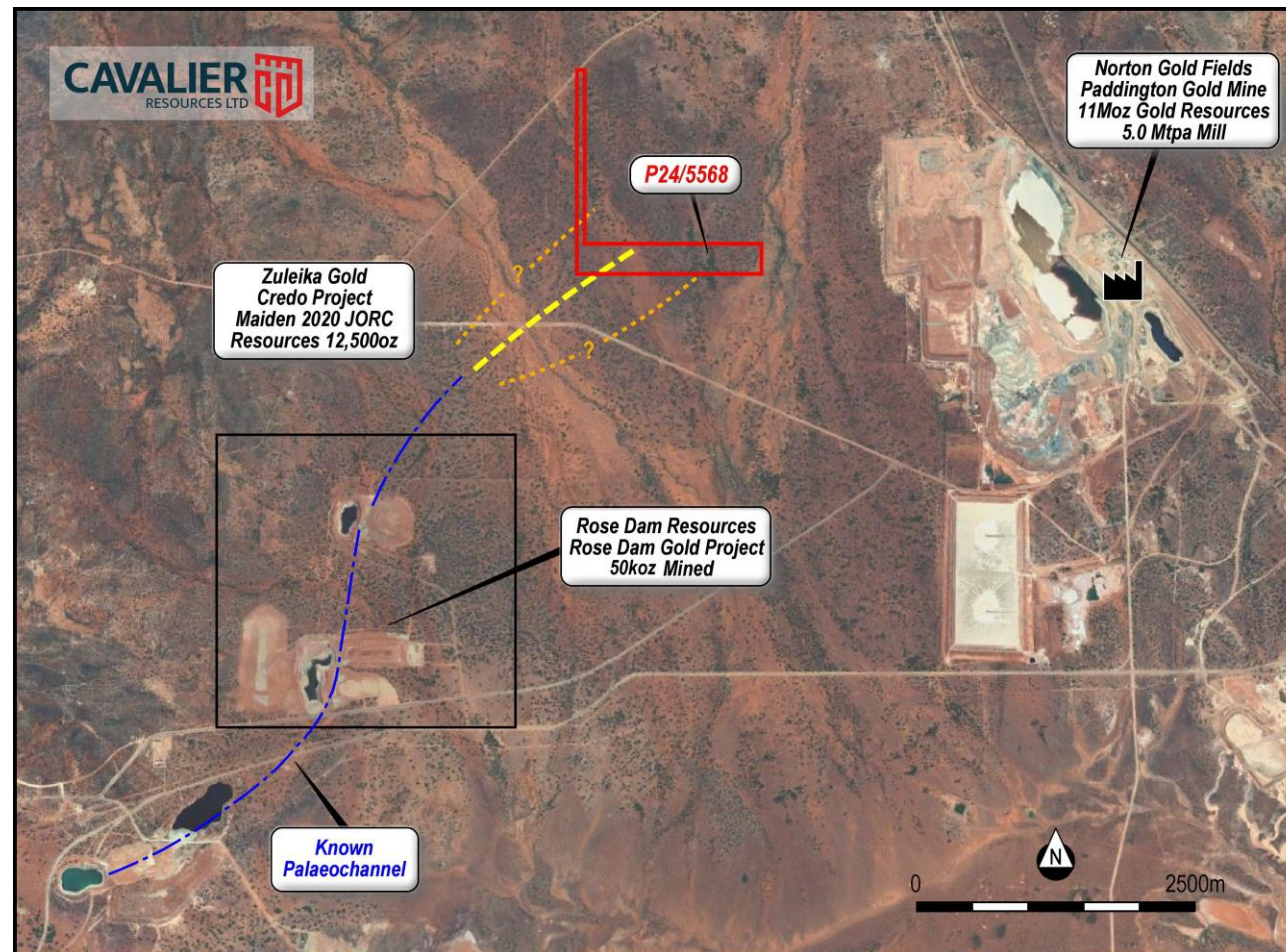 CAVALIER
RESOURCES LTD
Norton Gold Fields
Paddington Gold Mine
11Moz Gold Resources
5.0 Mtpa Mill
P24/5568
?
Zuleika Gold
Credo Project
Maiden 2020 JORC
Resources 12,500oz
?
Rose Dam Resources
Rose Dam Gold Project
50koz Mined
Known
Palaeochannel
N
0
2500m